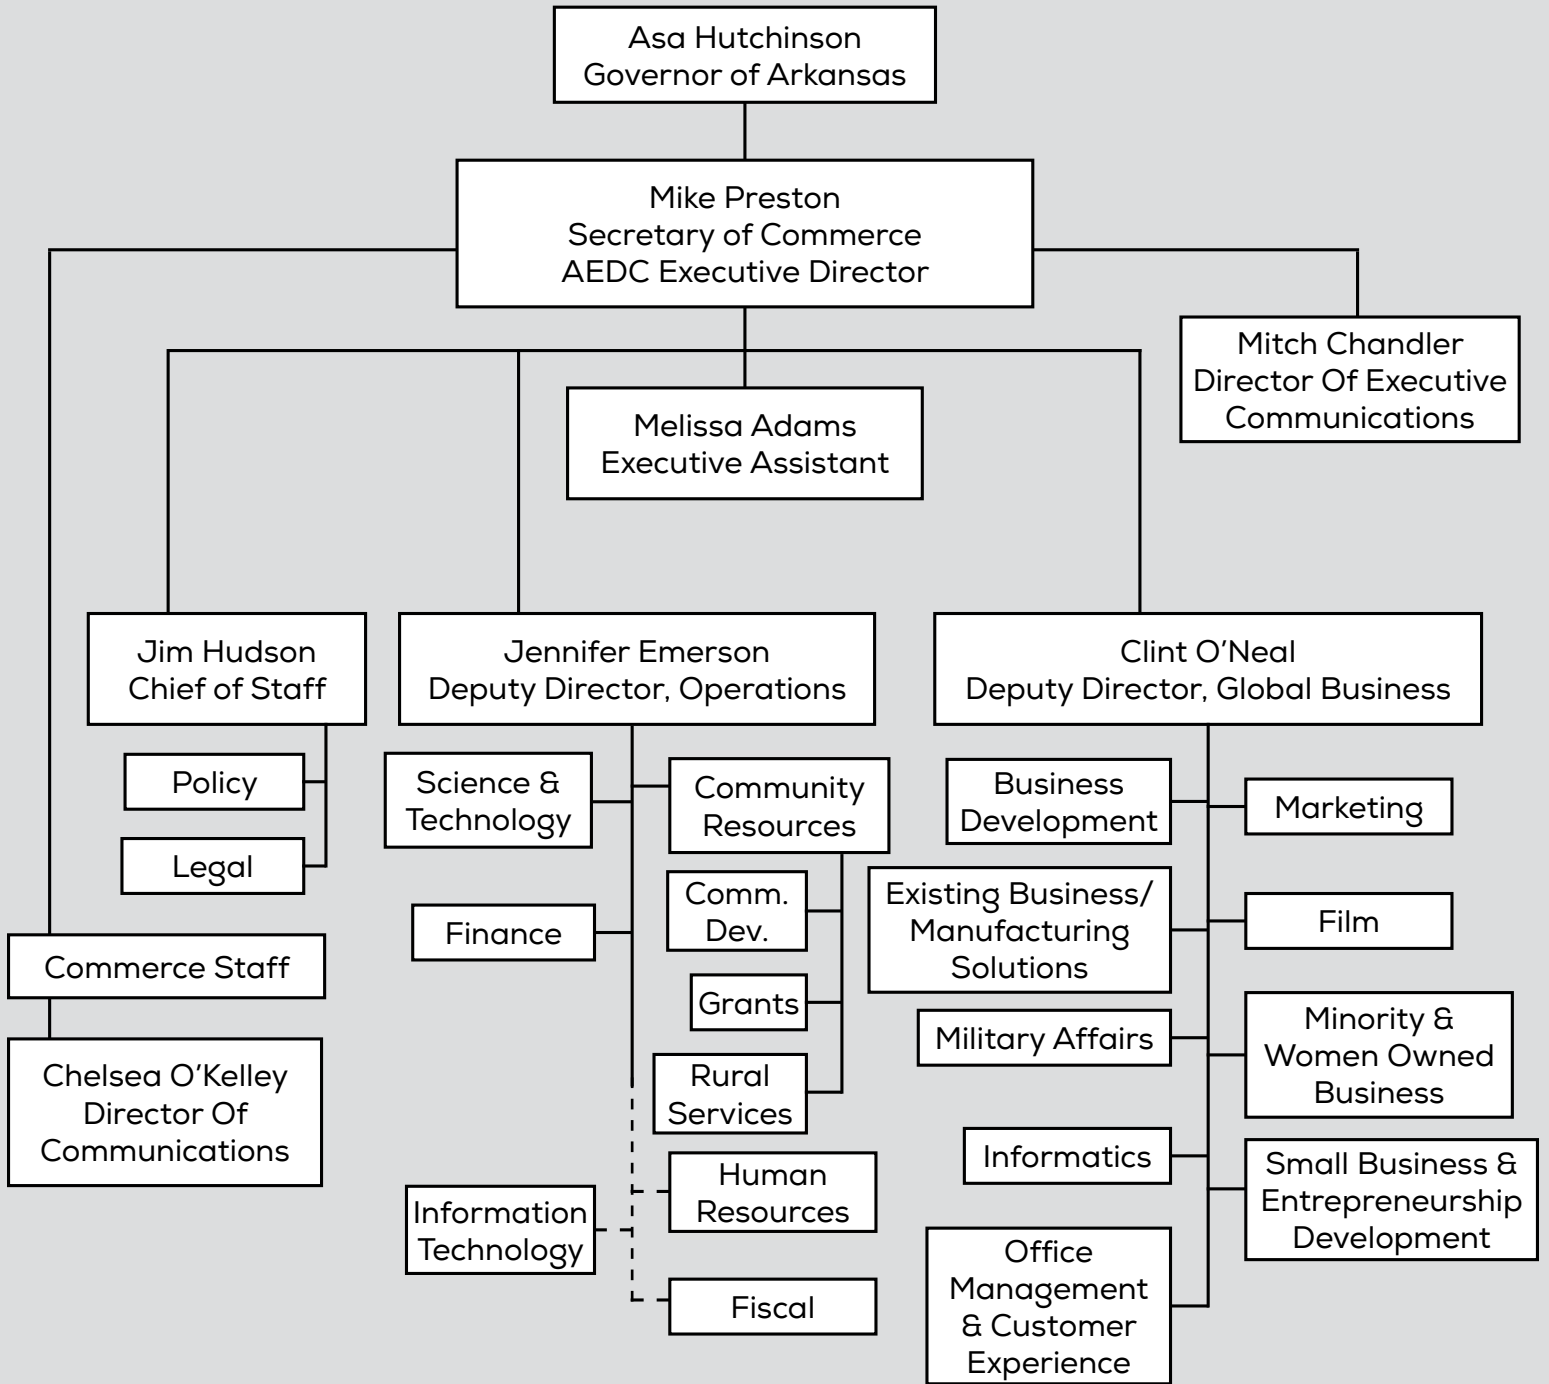 Asa Hutchinson
Governor of Arkansas
Mike Preston
Secretary of Commerce
AEDC Executive Director
Mitch Chandler
Director Of Executive
Communications
Melissa Adams
Executive Assistant
Jim Hudson
Chief of Staff
Policy
Legal
Commerce Staff
Chelsea O'Kelley
Director Of
Communications
Jennifer Emerson
Deputy Director, Operations
Science &
Technology
Finance
Community
Resources
Comm.
Dev.
Grants
Rural
Services
Human
Resources
Information
Technology
Fiscal
Clint O'Neal
Deputy Director, Global Business
Business
Development
Marketing
Existing Business/
Manufacturing
Solutions
Film
Military Affairs
Minority &
Women Owned
Business
Informatics
Small Business &
Entrepreneurship
Development
Office
Management
& Customer
Experience